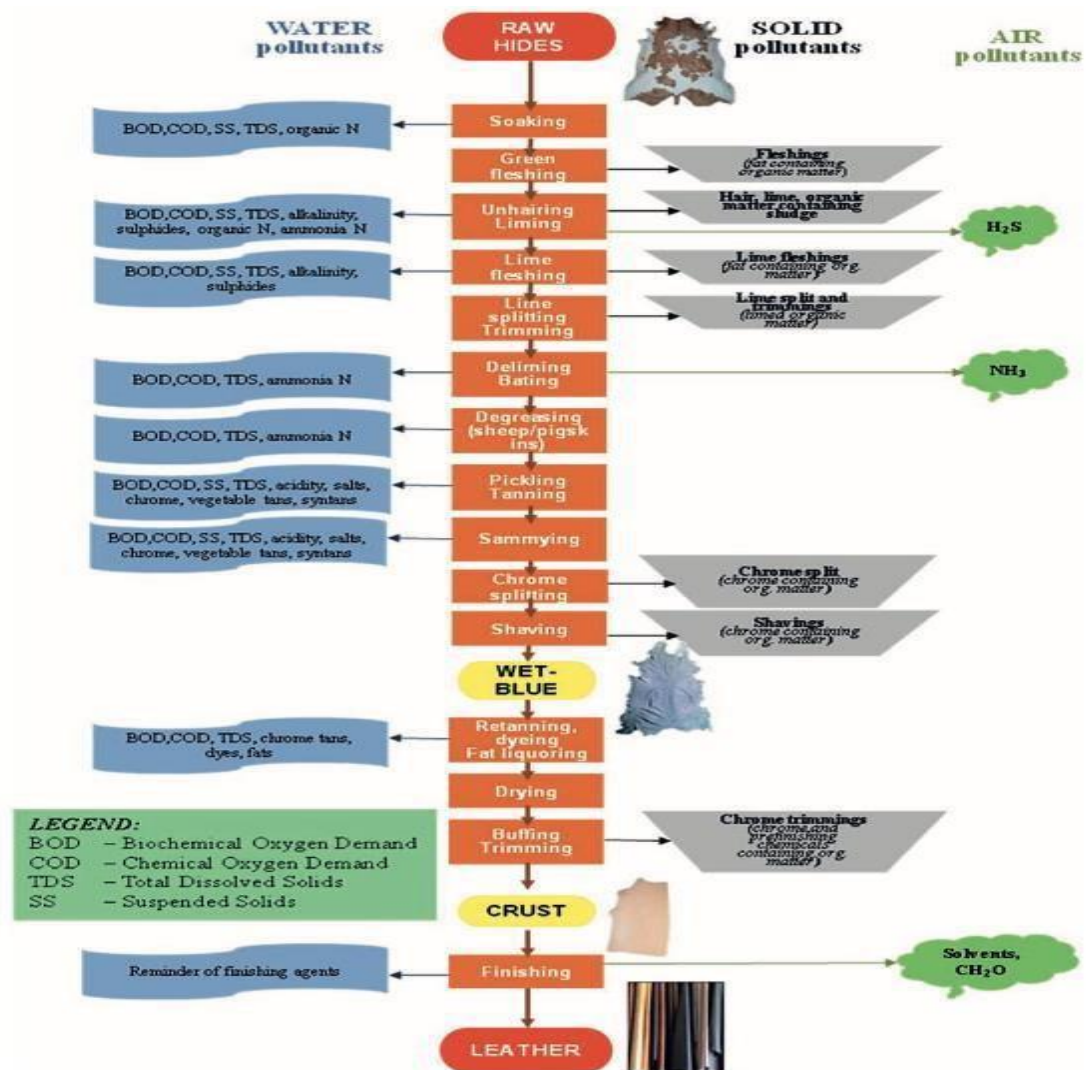 WATER
pollutants
RAW
HIDES
SOLID
pollutants
AIR
pollutants
BOD,COD, SS, TDS, organic N
Soaking
Green
fleshing
Fleshings
(fat containing
organic matter)
BOD,COD, SS, TDS, alkalinity,
sulphides, organic N, ammonia N
Unhairing
Liming
Hair, lime, organic
matter containing
sludge
H₂S
BOD,COD, SS, TDS, alkalinity,
sulphides
Lime
fleshing
Lime fleshings
(fat containing org.
matter)
Lime
splitting
Trimming
Lime split and
trimmings
(limed organic
matter)
BOD,COD, TDS, ammonia N
Deliming
Bating
NH₃
BOD,COD, TDS, ammonia N
Degreasing
(sheep/pigsk
ins)
BOD,COD, SS, TDS, acidity, salts,
chrome, vegetable tans, syntans
Pickling
Tanning
BOD,COD, SS, TDS, acidity, salts,
chrome, vegetable tans, syntans
Sammying
Chrome
splitting
Chrome split
(chrome containing
org. matter)
Shaving
Shavings
(chrome containing
org. matter)
WET-
BLUE
BOD,COD, TDS, chrome tans,
dyes, fats
Retanning,
dyeing
Fat liquoring
Drying
Buffing
Trimming
Chrome trimmings
(chrome and
prefinishing
chemicals
containing org.
matter)
LEGEND:
BOD – Biochemical Oxygen Demand
COD – Chemical Oxygen Demand
TDS – Total Dissolved Solids
SS – Suspended Solids
CRUST
Reminder of finishing agents
Finishing
Solvents,
CH₂O
LEATHER